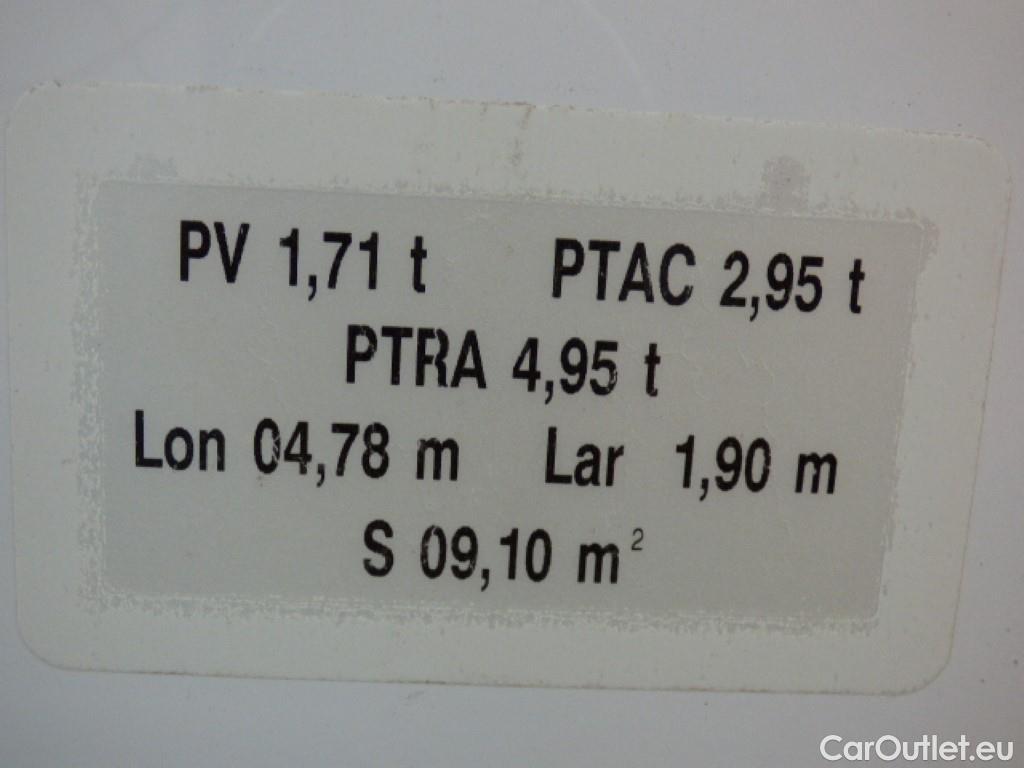 PV 1,71 t PTAC 2,95 t
PTRA 4,95 t
Lon 04,78 m Lar 1,90 m
S 09,10 m²
CarOutlet.eu